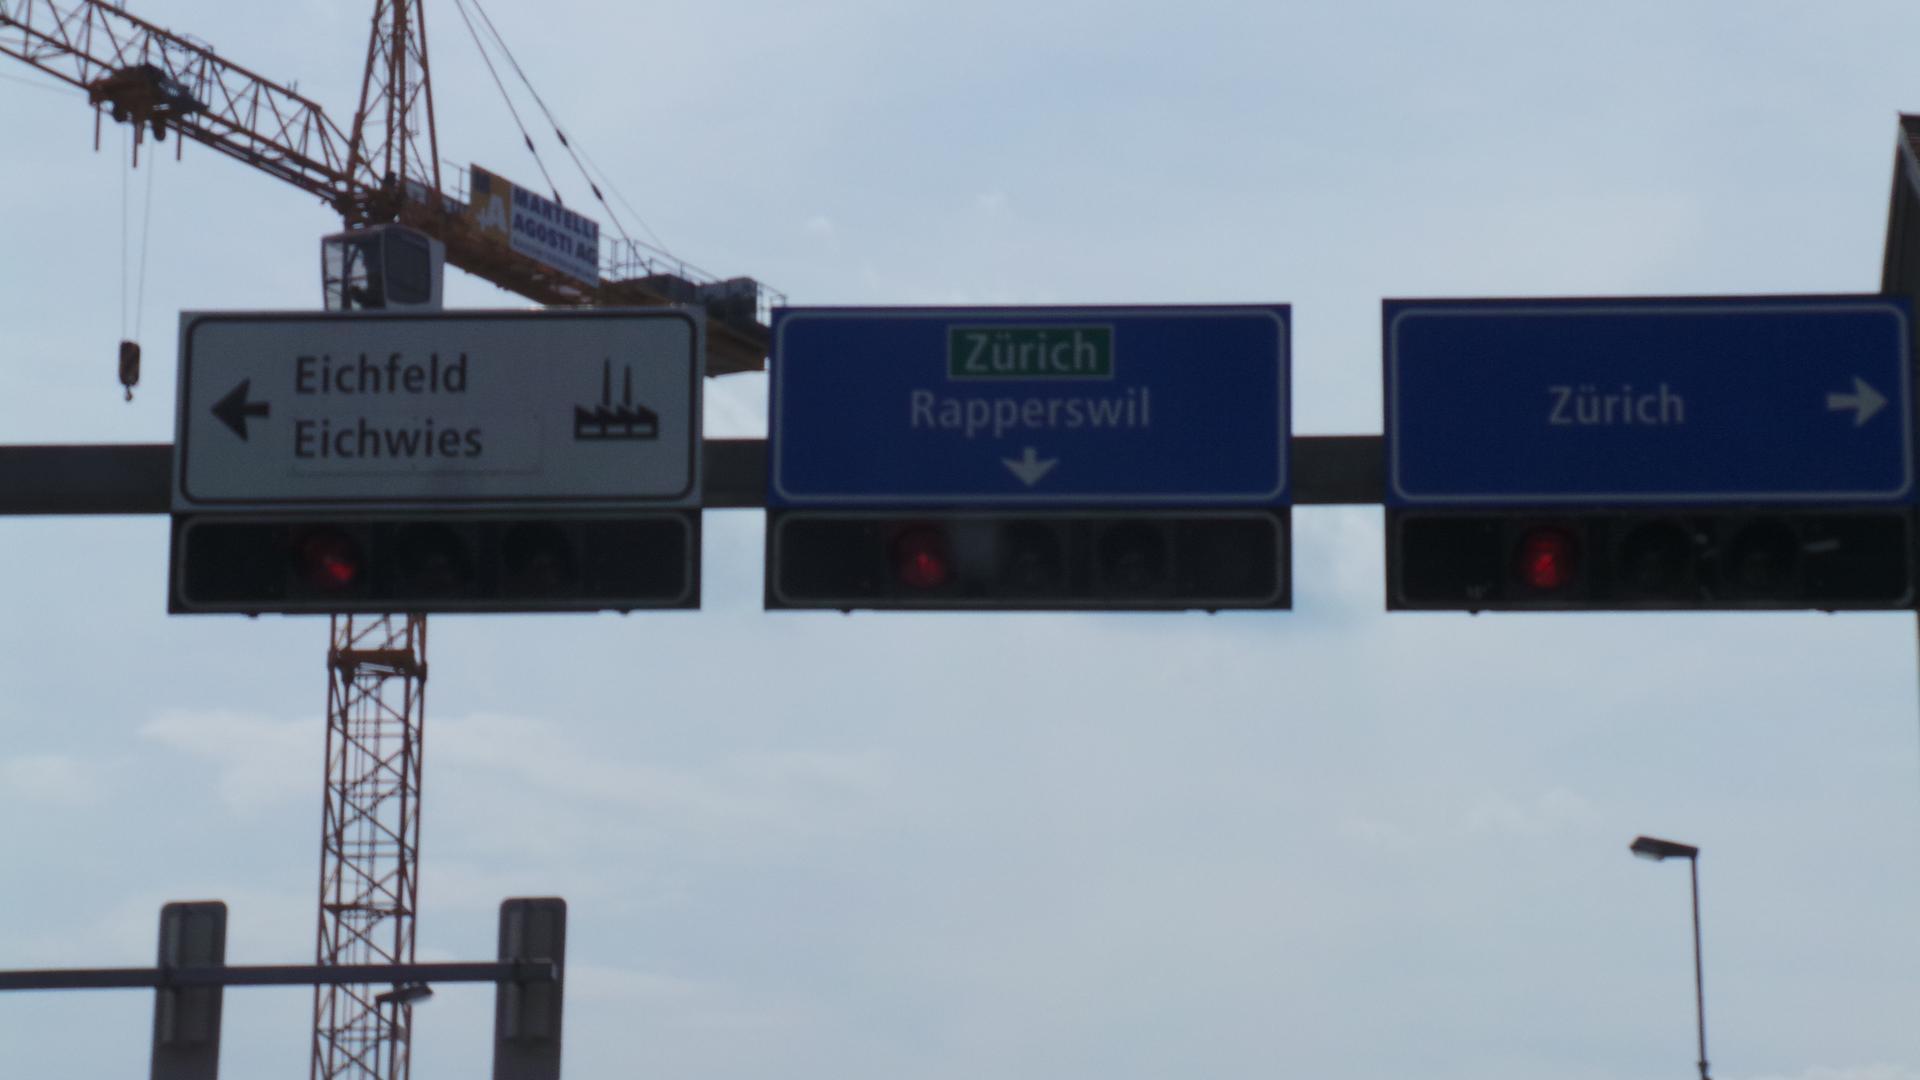 MARTELLI
AGOSTI AG
Eichfeld
Eichwies
Zürich
Rapperswil
Zürich